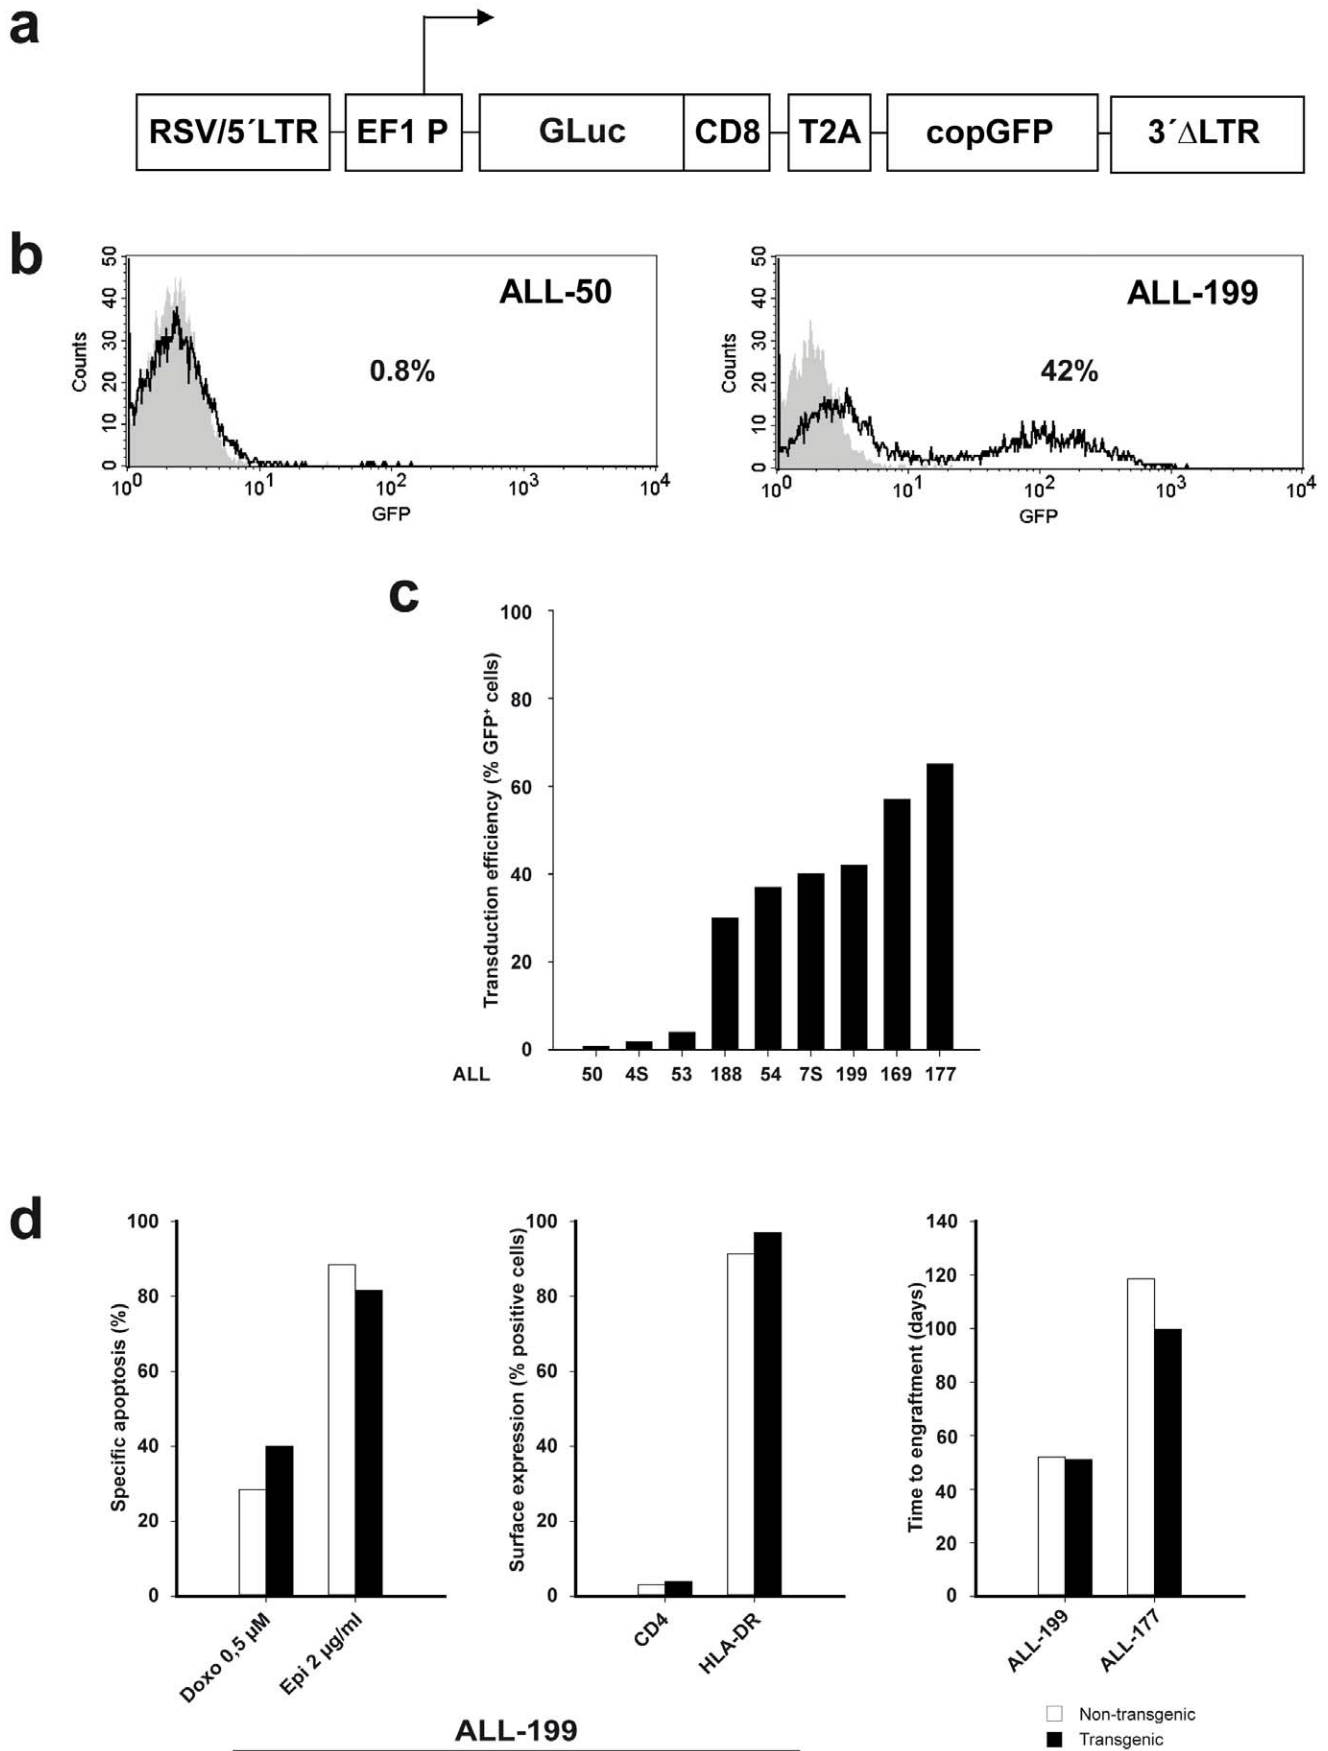 a
RSV/5´LTR EF1 P GLuc CD8 T2A copGFP 3´ΔLTR
b
ALL-50
0.8%
Counts
0 10 20 30 40 50
10^0 10^1 10^2 10^3 10^4
GFP
ALL-199
42%
Counts
0 10 20 30 40 50
10^0 10^1 10^2 10^3 10^4
GFP
c
Transduction efficiency (% GFP+ cells)
100
80
60
40
20
0
ALL 50 4S 53 188 54 7S 199 169 177
d
Specific apoptosis (%)
100
80
60
40
20
0
Doxo 0,5 µM
Epi 2 µg/ml
Surface expression (% positive cells)
100
80
60
40
20
0
CD4
HLA-DR
ALL-199
Time to engraftment (days)
140
120
100
80
60
40
20
0
ALL-199
ALL-177
Non-transgenic
Transgenic